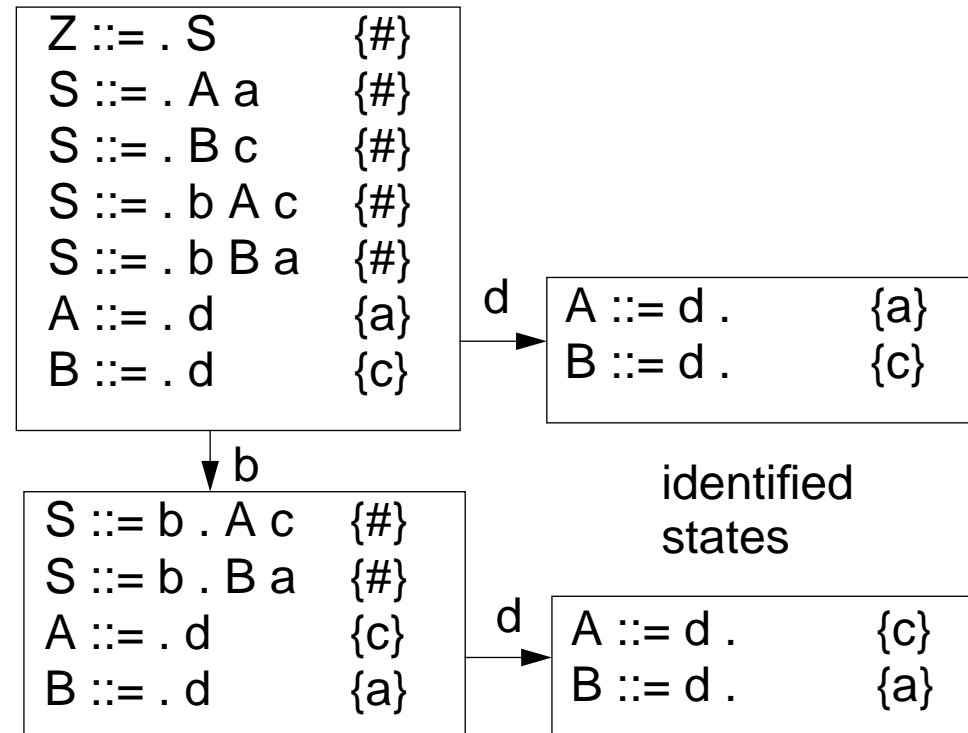 Z ::= . S {#}
S ::= . A a {#}
S ::= . B c {#}
S ::= . b A c {#}
S ::= . b B a {#}
A ::= . d {a}
B ::= . d {c}
d
A ::= d . {a}
B ::= d . {c}
b
identified
states
S ::= b . A c {#}
S ::= b . B a {#}
A ::= . d {c}
B ::= . d {a}
d
A ::= d . {c}
B ::= d . {a}